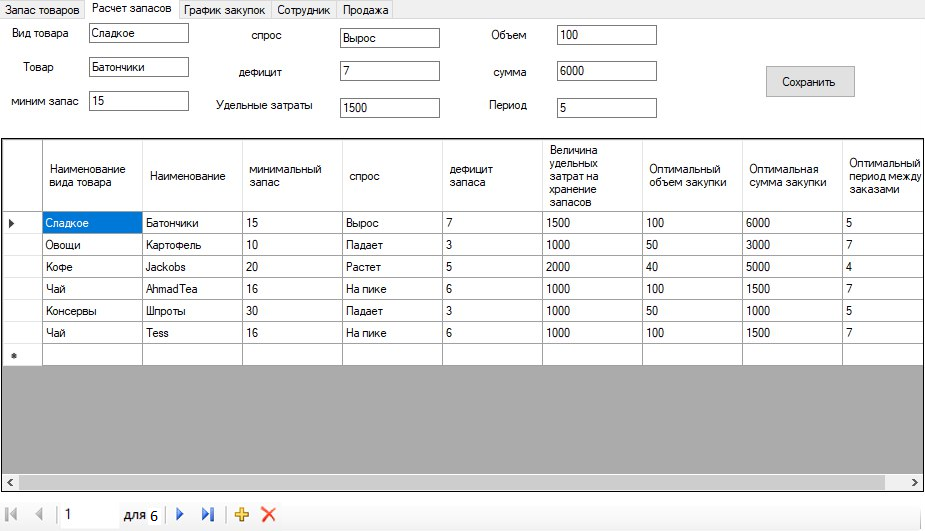 Запас товаров Расчет запасов График закупок Сотрудник Продажа
Вид товара Сладкое спрос Вырос Объем 100
Товар Батончики дефицит 7 сумма 6000 Сохранить
миним запас 15 Удельные затраты 1500 Период 5
Наименование вида товара Наименование минимальный запас спрос дефицит запаса Величина удельных затрат на хранение запасов Оптимальный объем закупки Оптимальная сумма закупки Оптимальный период между заказами
Сладкое Батончики 15 Вырос 7 1500 100 6000 5
Овощи Картофель 10 Падает 3 1000 50 3000 7
Кофе Jackobs 20 Растет 5 2000 40 5000 4
Чай AhmadTea 16 На пике 6 1000 100 1500 7
Консервы Шпроты 30 Падает 3 1000 50 1000 5
Чай Tess 16 На пике 6 1000 100 1500 7
1 для 6